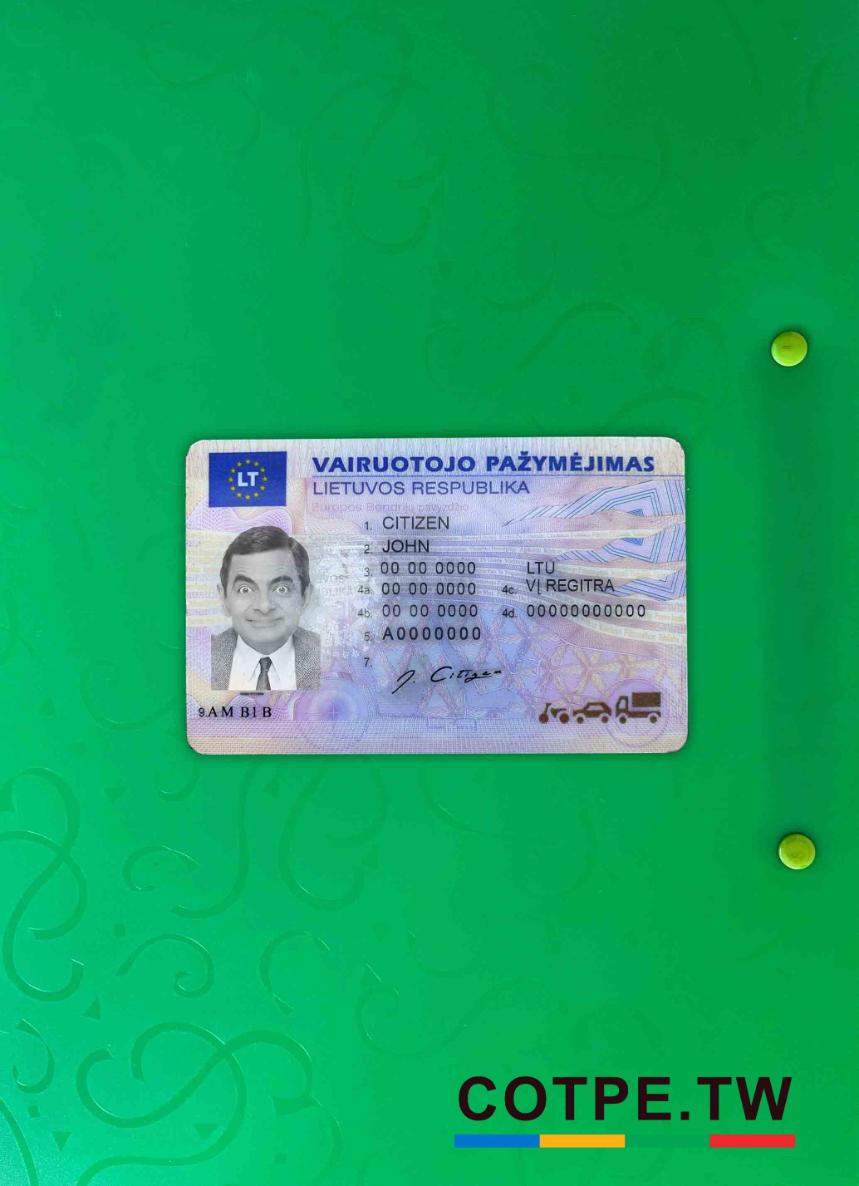 LT
VAIRUOTOJO PAŽYMĖJIMAS
LIETUVOS RESPUBLIKA
Europos Bendrijų pavyzdžio
1. CITIZEN
2. JOHN
3. 00 00 0000 LTU
4a. 00 00 0000 4c. VĮ REGITRA
4b. 00 00 0000 4d. 00000000000
5. A0000000
7. J. Citizen
9.AM B1 B
COTPE.TW